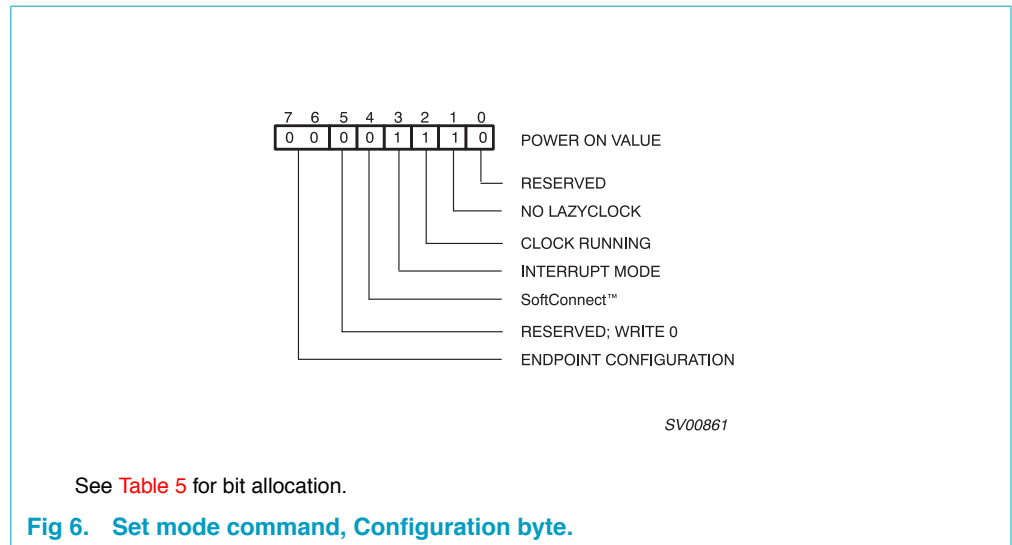 7 6 5 4 3 2 1 0
0 0 0 0 1 1 1 0 POWER ON VALUE
RESERVED
NO LAZYCLOCK
CLOCK RUNNING
INTERRUPT MODE
SoftConnect™
RESERVED; WRITE 0
ENDPOINT CONFIGURATION
SV00861
See Table 5 for bit allocation.
Fig 6. Set mode command, Configuration byte.